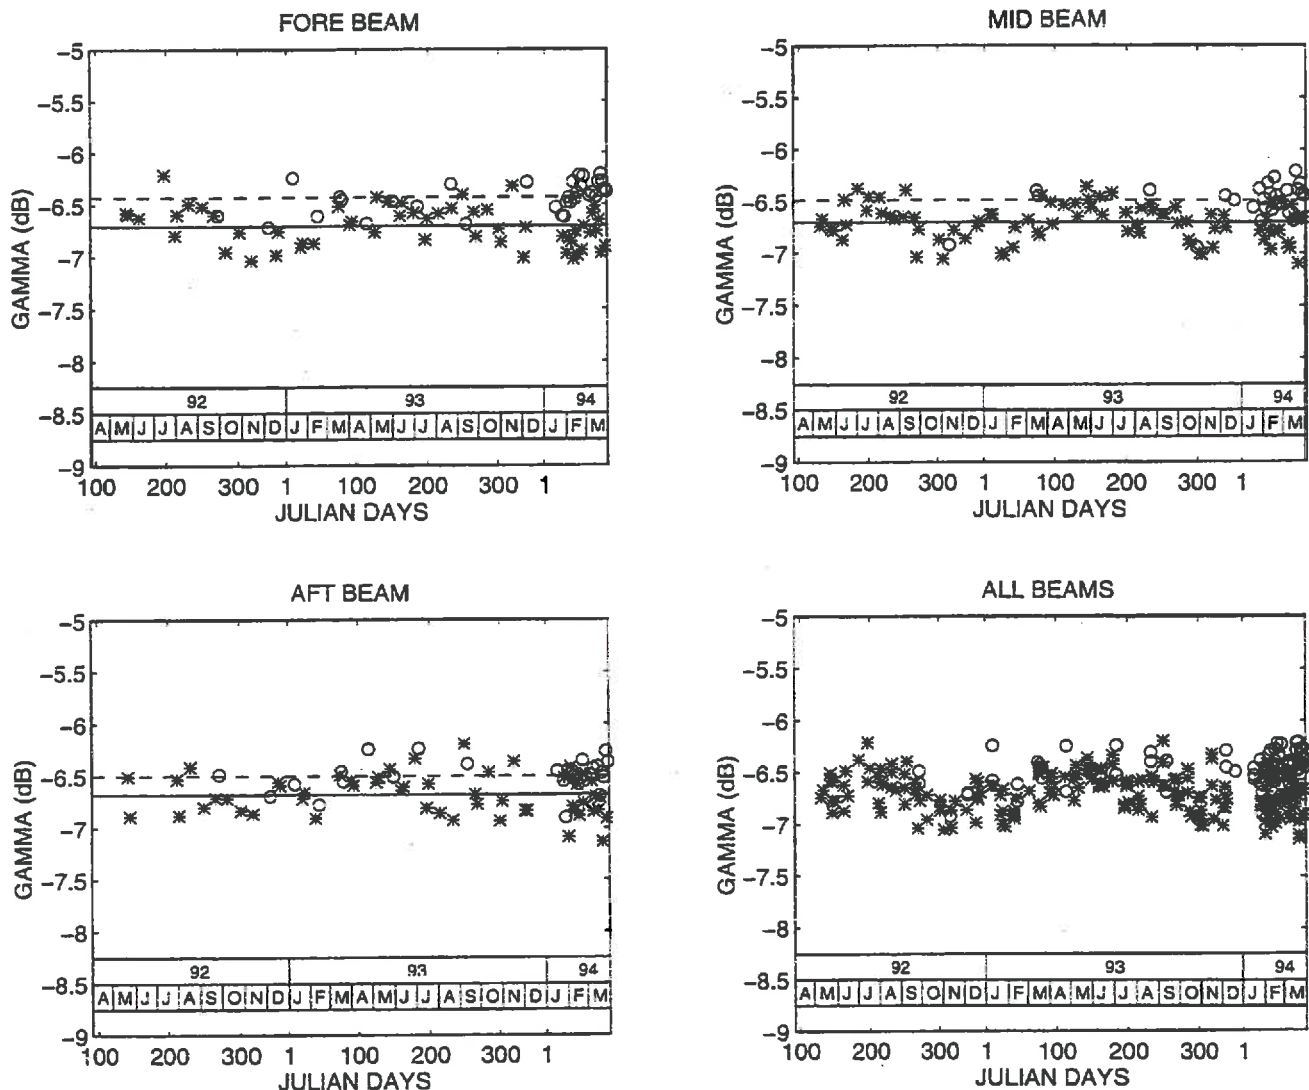 FORE BEAM
-5
-5.5
-6
-6.5
-7
-7.5
-8
-8.5
-9
GAMMA (dB)
92 93 94
A M J J A S O N D J F M A M J J A S O N D J F M
100 200 300 1 100 200 300 1
JULIAN DAYS
MID BEAM
-5
-5.5
-6
-6.5
-7
-7.5
-8
-8.5
-9
GAMMA (dB)
92 93 94
A M J J A S O N D J F M A M J J A S O N D J F M
100 200 300 1 100 200 300 1
JULIAN DAYS
AFT BEAM
-5
-5.5
-6
-6.5
-7
-7.5
-8
-8.5
-9
GAMMA (dB)
92 93 94
A M J J A S O N D J F M A M J J A S O N D J F M
100 200 300 1 100 200 300 1
JULIAN DAYS
ALL BEAMS
-5
-5.5
-6
-6.5
-7
-7.5
-8
-8.5
-9
GAMMA (dB)
92 93 94
A M J J A S O N D J F M A M J J A S O N D J F M
100 200 300 1 100 200 300 1
JULIAN DAYS